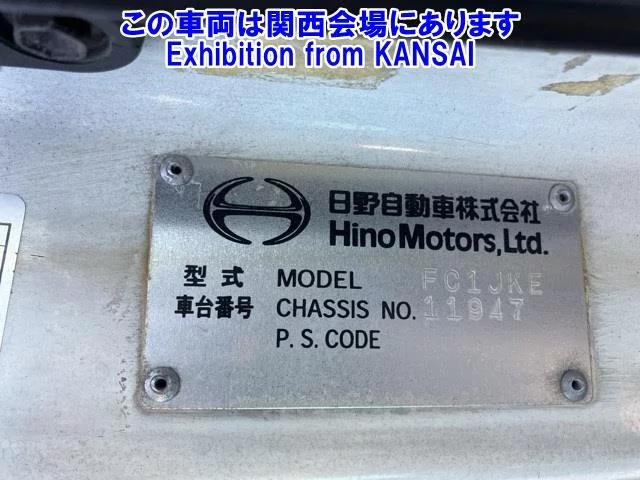 この車両は関西会場にあります
Exhibition from KANSAI
日野自動車株式会社
Hino Motors, Ltd.
型式 MODEL FC1JKE
車台番号 CHASSIS NO. 11947
P. S. CODE